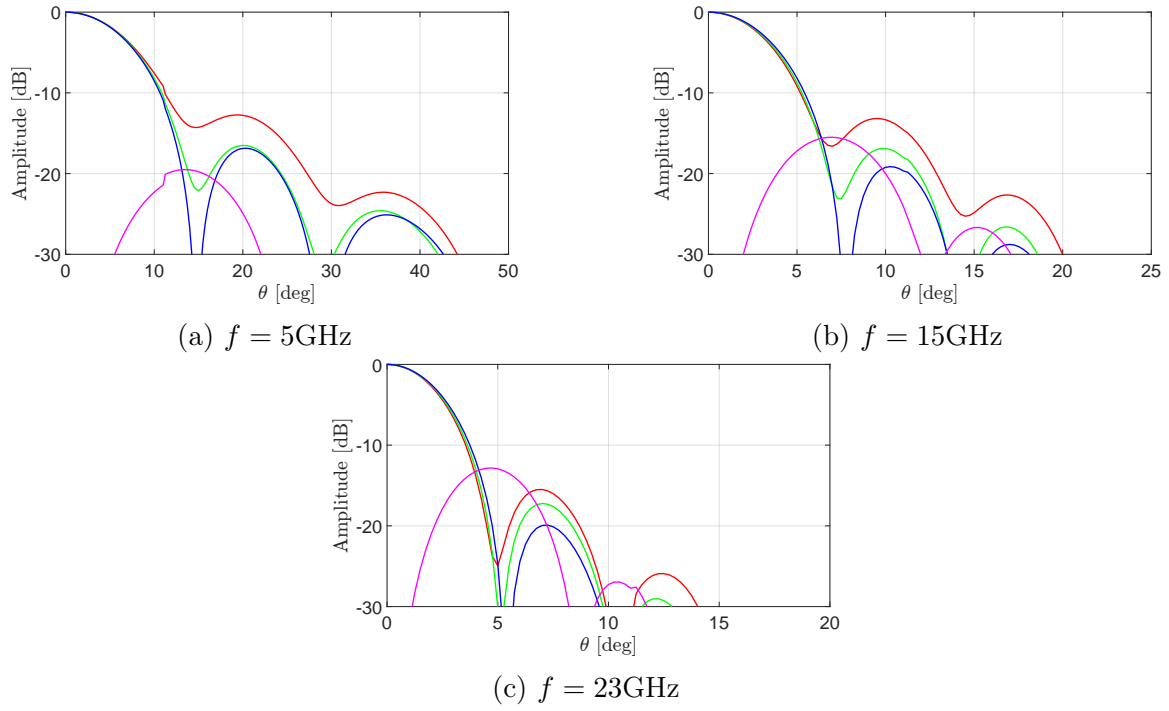 0
-10
-20
-30
Amplitude [dB]
0 10 20 30 40 50
θ [deg]
(a) f = 5GHz
0
-10
-20
-30
Amplitude [dB]
0 5 10 15 20 25
θ [deg]
(b) f = 15GHz
0
-10
-20
-30
Amplitude [dB]
0 5 10 15 20
θ [deg]
(c) f = 23GHz